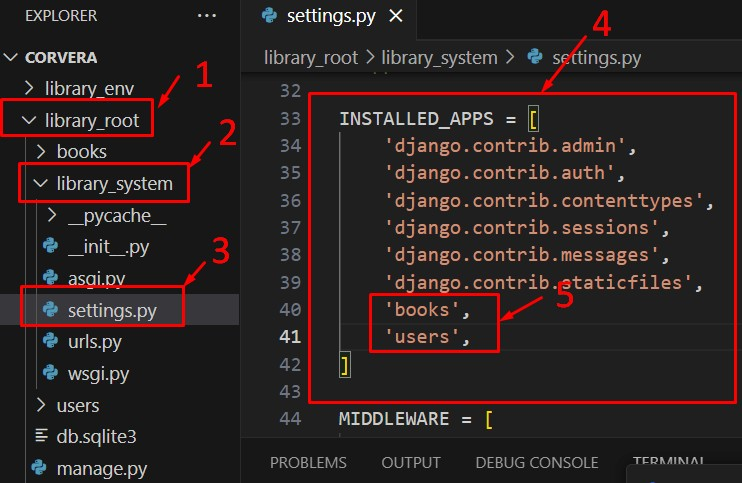 EXPLORER
CORVERA
library_env
library_root
books
library_system
__pycache__
__init__.py
asgi.py
settings.py
urls.py
wsgi.py
users
db.sqlite3
manage.py
1
2
3
settings.py
library_root > library_system > settings.py
4
32
33 INSTALLED_APPS = [
34 'django.contrib.admin',
35 'django.contrib.auth',
36 'django.contrib.contenttypes',
37 'django.contrib.sessions',
38 'django.contrib.messages',
39 'django.contrib.staticfiles',
40 'books',
41 'users',
42 ]
43
44 MIDDLEWARE = [
5
PROBLEMS OUTPUT DEBUG CONSOLE TERMINAL